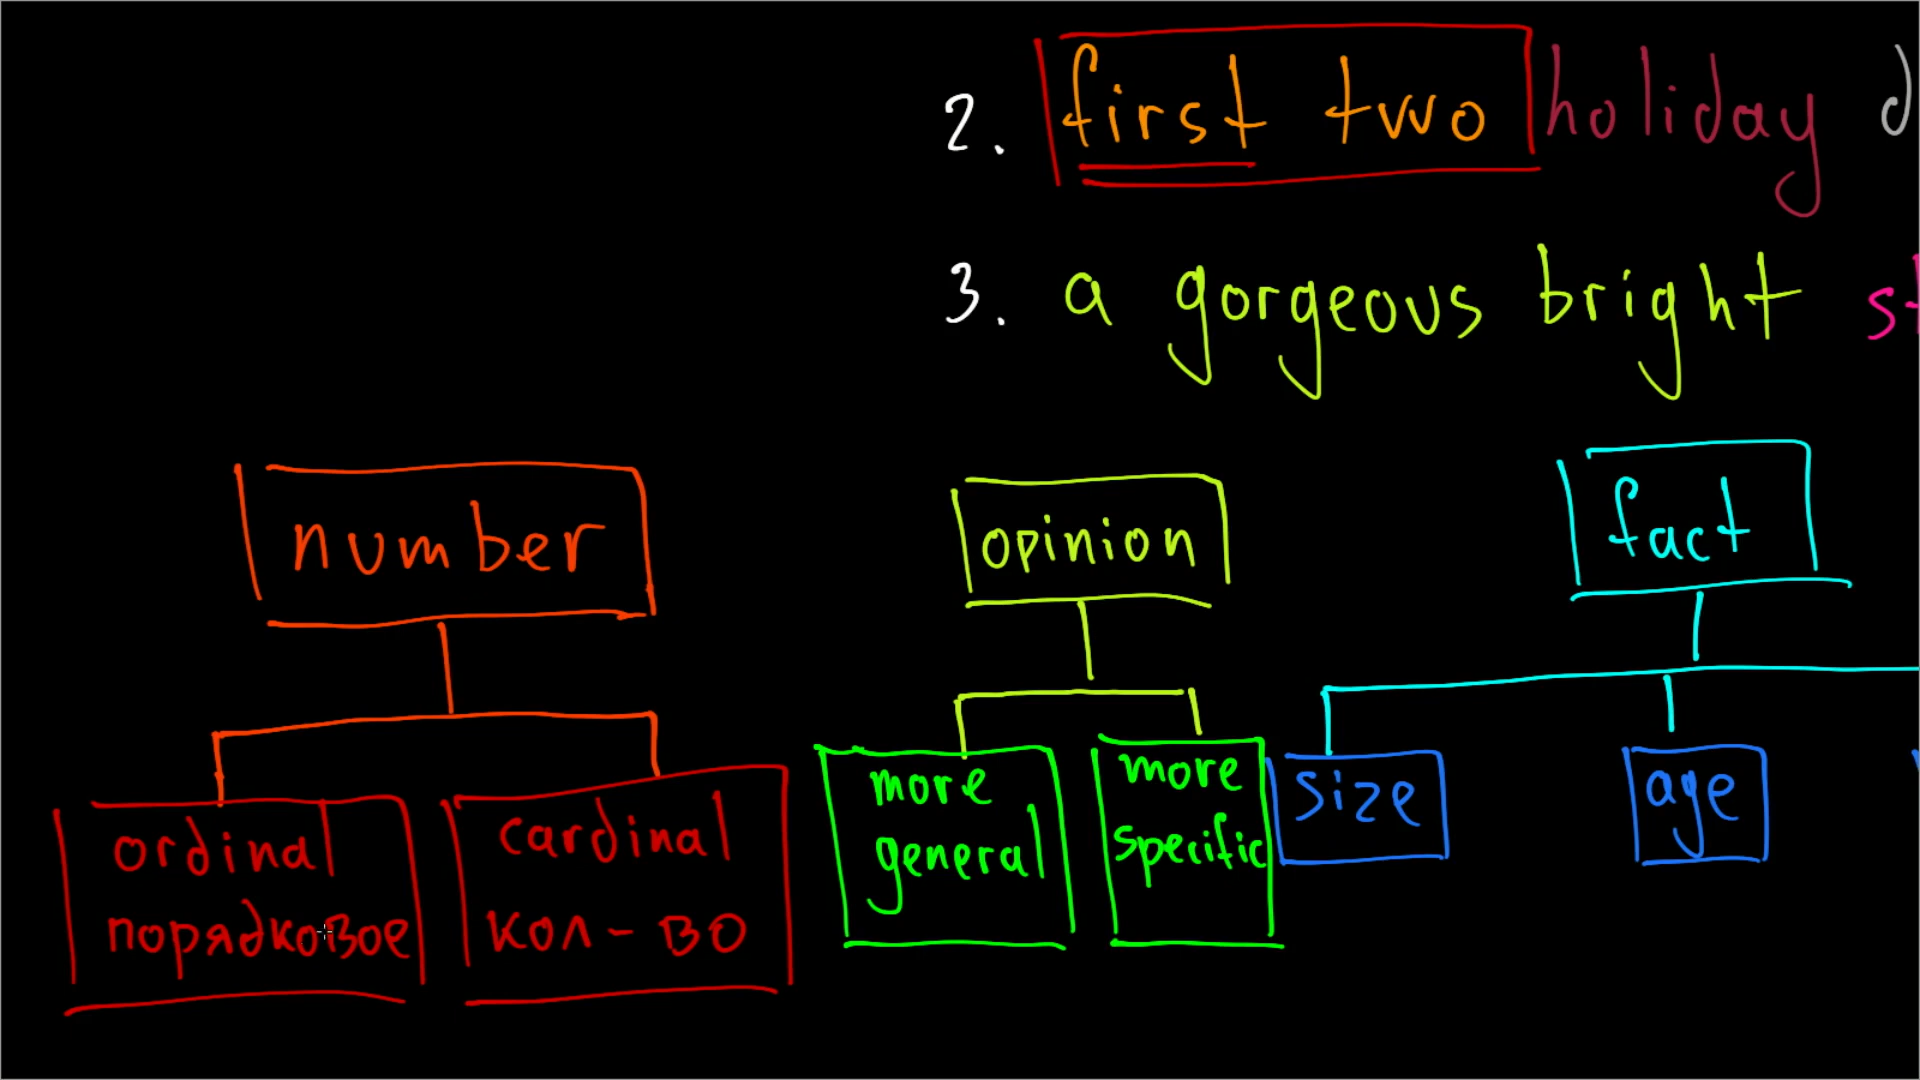 2. first two holiday
3. a gorgeous bright
number
opinion
fact
ordinal
порядковое
cardinal
кол-во
more
general
more
specific
size
age